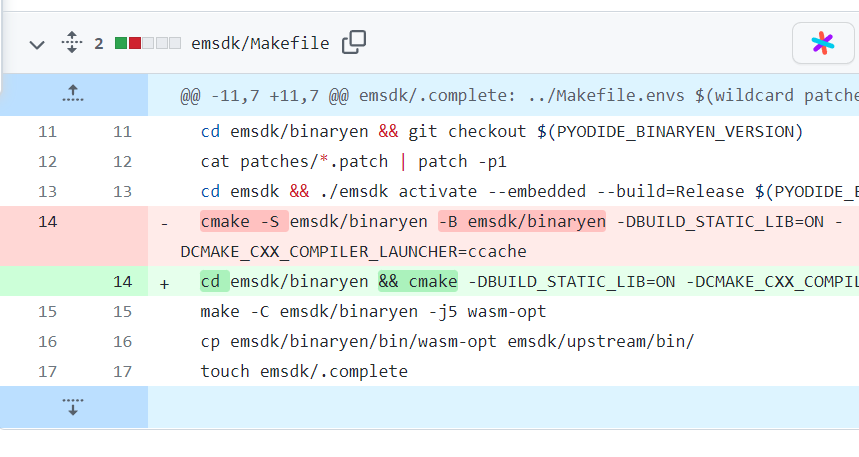 2 emsdk/Makefile
@@ -11,7 +11,7 @@ emsdk/.complete: ../Makefile.envs $(wildcard patche
11 11 cd emsdk/binaryen && git checkout $(PYODIDE_BINARYEN_VERSION)
12 12 cat patches/*.patch | patch -p1
13 13 cd emsdk && ./emsdk activate --embedded --build=Release $(PYODIDE_
14 - cmake -S emsdk/binaryen -B emsdk/binaryen -DBUILD_STATIC_LIB=ON -
DCMAKE_CXX_COMPILER_LAUNCHER=ccache
14 + cd emsdk/binaryen && cmake -DBUILD_STATIC_LIB=ON -DCMAKE_CXX_COMPIL
15 15 make -C emsdk/binaryen -j5 wasm-opt
16 16 cp emsdk/binaryen/bin/wasm-opt emsdk/upstream/bin/
17 17 touch emsdk/.complete